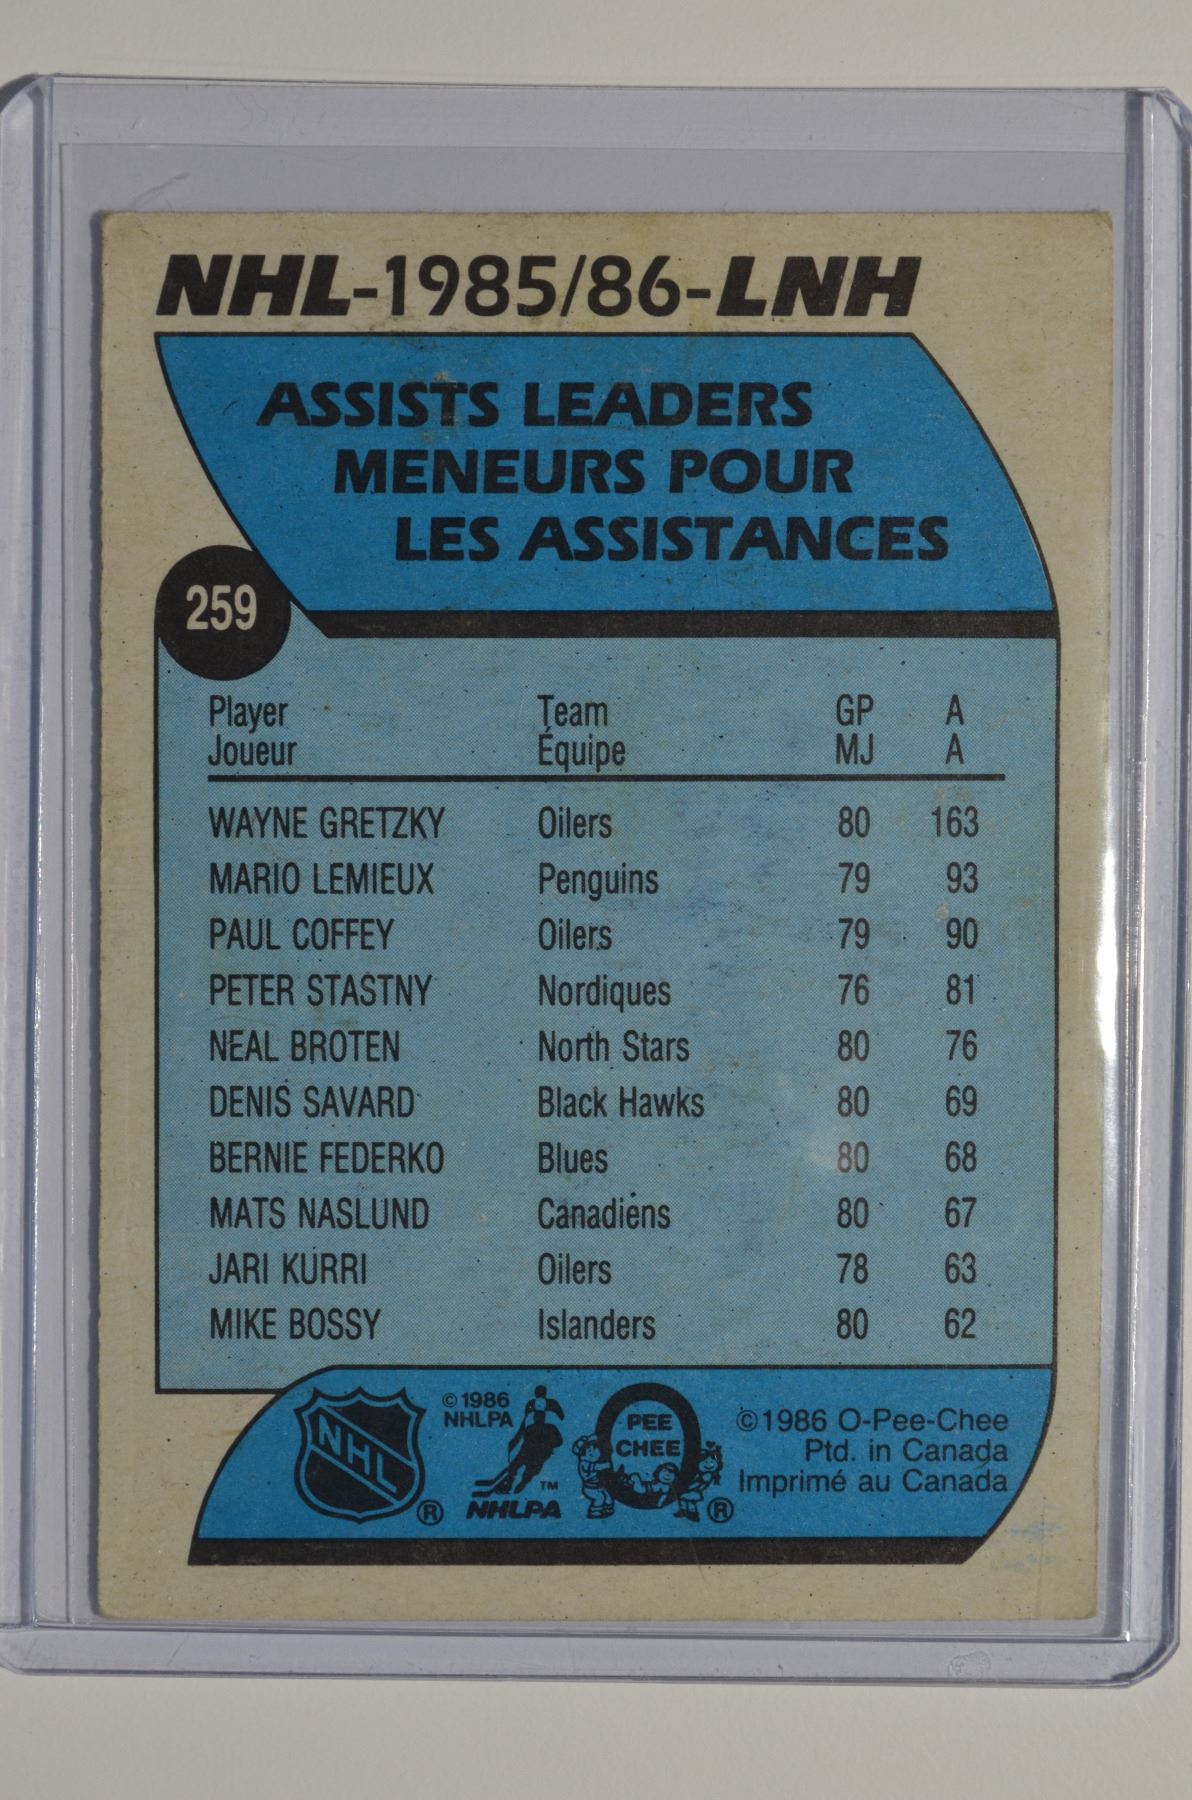 NHL-1985/86-LNH
ASSISTS LEADERS
MENEURS POUR
LES ASSISTANCES
259
Player Team GP A
Joueur Équipe MJ A
WAYNE GRETZKY Oilers 80 163
MARIO LEMIEUX Penguins 79 93
PAUL COFFEY Oilers 79 90
PETER STASTNY Nordiques 76 81
NEAL BROTEN North Stars 80 76
DENIS SAVARD Black Hawks 80 69
BERNIE FEDERKO Blues 80 68
MATS NASLUND Canadiens 80 67
JARI KURRI Oilers 78 63
MIKE BOSSY Islanders 80 62
NHL ®
© 1986
NHLPA
TM
NHLPA
PEE
CHEE
®
© 1986 O-Pee-Chee
Ptd. in Canada
Imprimé au Canada